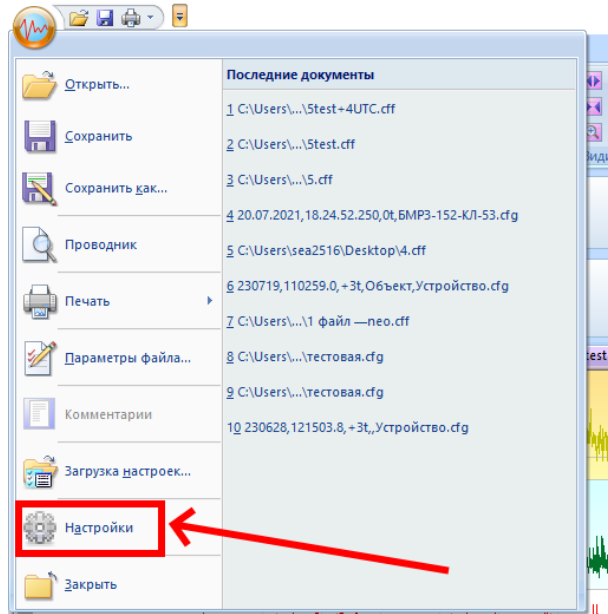 Открыть...
Сохранить
Сохранить как...
Проводник
Печать
Параметры файла...
Комментарии
Загрузка настроек...
Настройки
Закрыть
Последние документы
1 C:\Users\...\5test+4UTC.cff
2 C:\Users\...\5test.cff
3 C:\Users\...\5.cff
4 20.07.2021,18.24.52.250,0t,БМРЗ-152-КЛ-53.cfg
5 C:\Users\sea2516\Desktop\4.cff
6 230719,110259.0,+3t,Объект,Устройство.cfg
7 C:\Users\...\1 файл —neo.cff
8 C:\Users\...\тестовая.cfg
9 C:\Users\...\тестовая.cfg
10 230628,121503.8,+3t,,Устройство.cfg